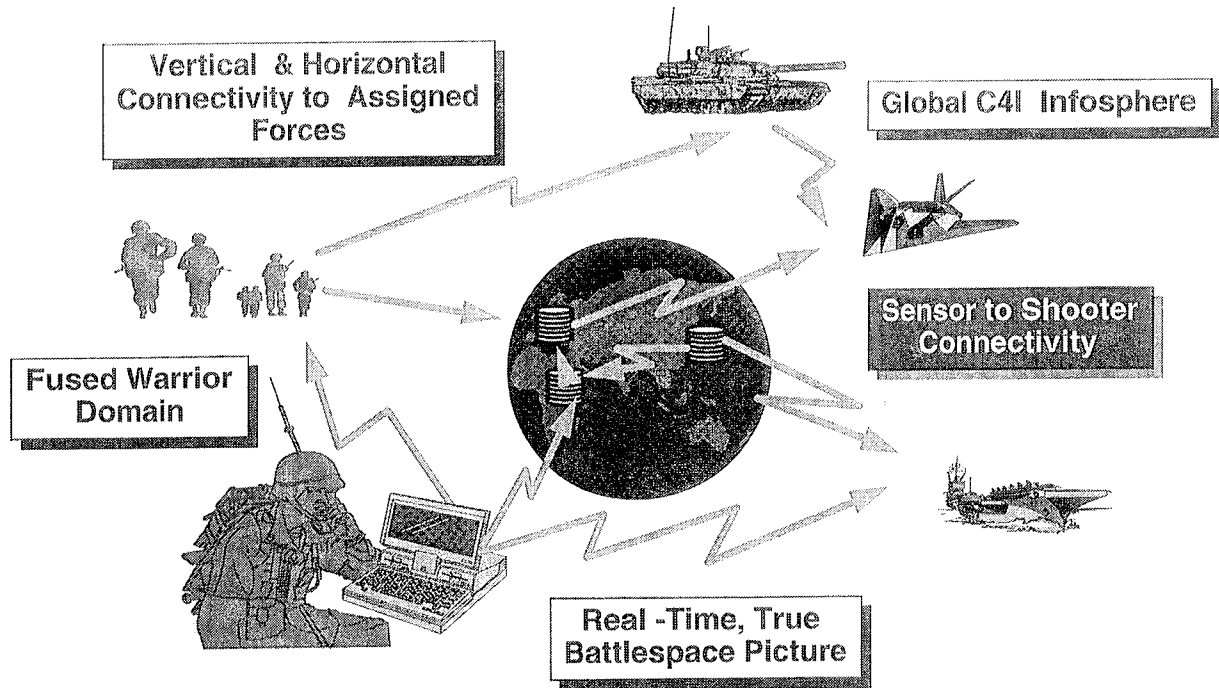 Vertical & Horizontal
Connectivity to Assigned
Forces
Global C4I Infosphere
Sensor to Shooter
Connectivity
Fused Warrior
Domain
Real -Time, True
Battlespace Picture